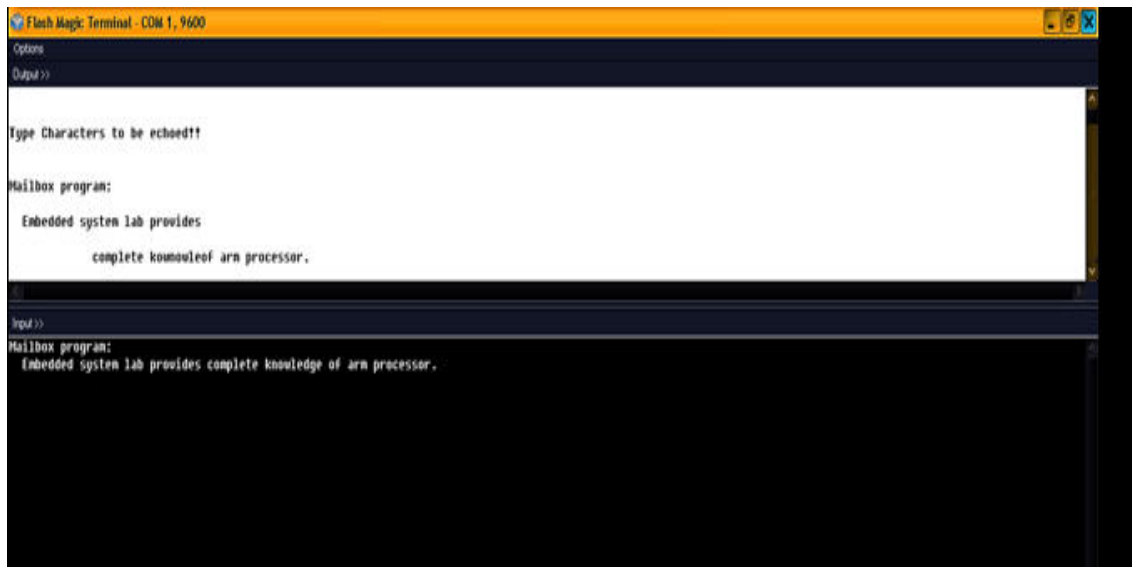 Flash Magic Terminal - COM 1, 9600
Options
Output >>
Type Characters to be echoed!!
Mailbox program:
Embedded system lab provides
complete kownowleof arm processor.
Input >>
Mailbox program:
Embedded system lab provides complete knowledge of arm processor.